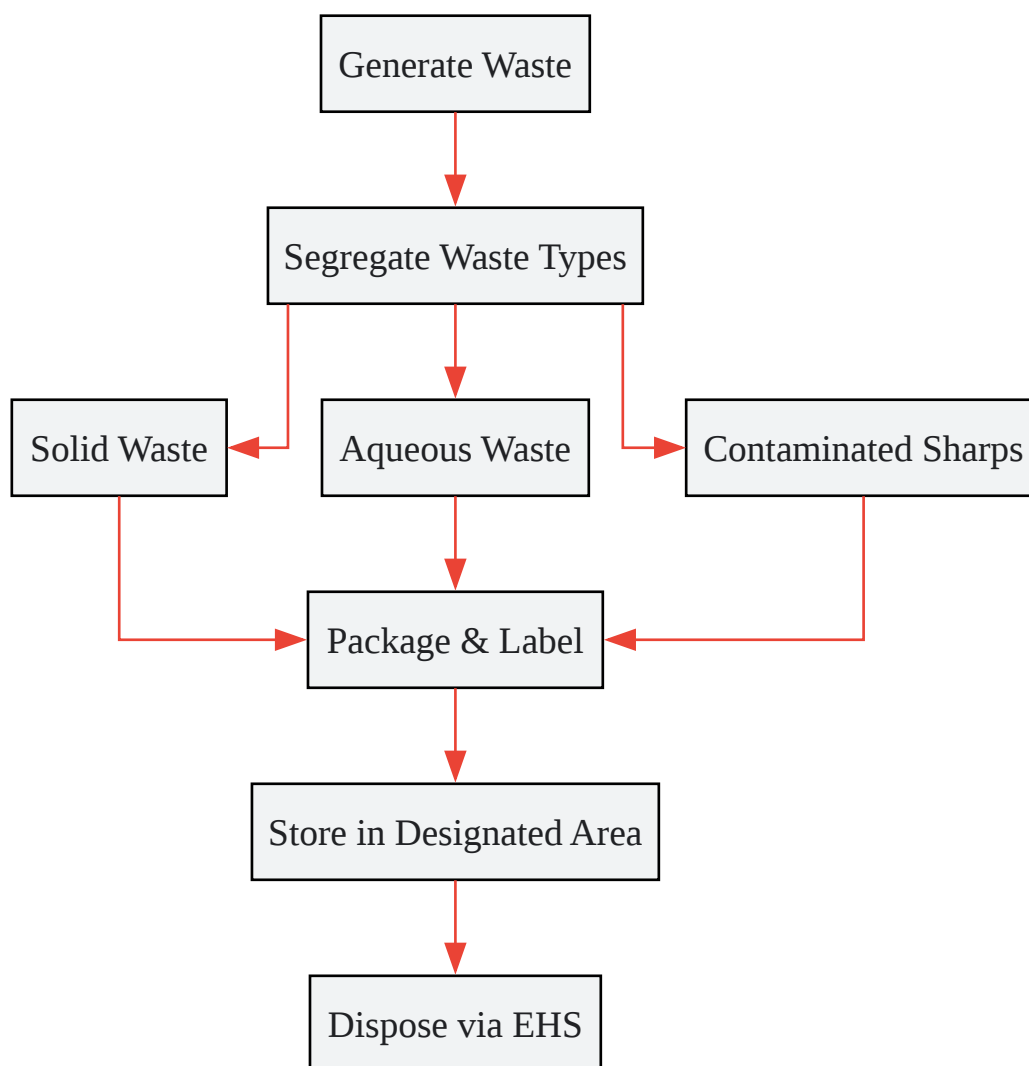 Generate Waste
Segregate Waste Types
Solid Waste
Aqueous Waste
Contaminated Sharps
Package & Label
Store in Designated Area
Dispose via EHS